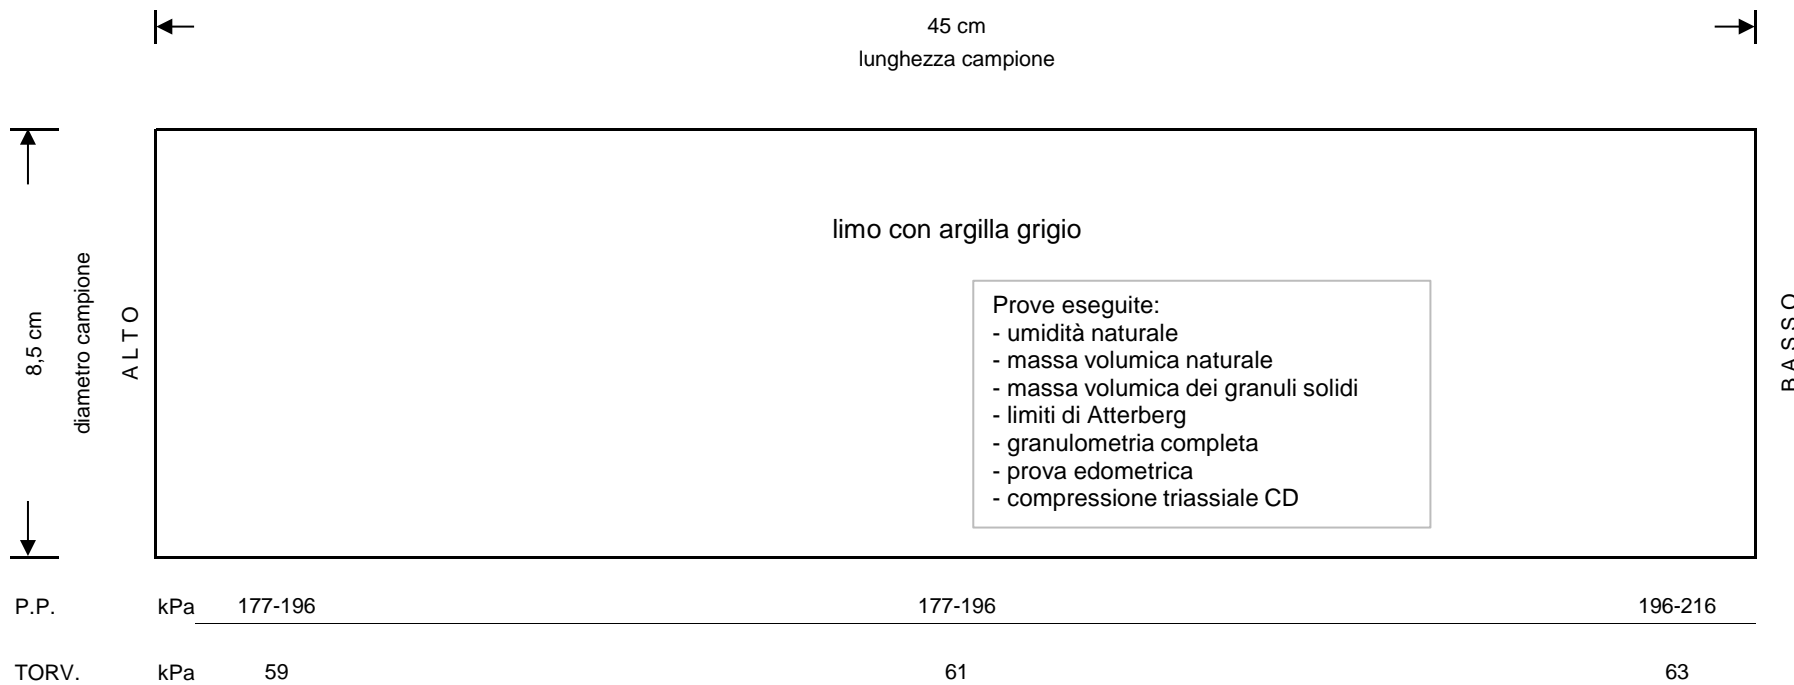 45 cm
lunghezza campione
limo con argilla grigio
8,5 cm
diametro campione
ALTO
BASSO
Prove eseguite:
- umidità naturale
- massa volumica naturale
- massa volumica dei granuli solidi
- limiti di Atterberg
- granulometria completa
- prova edometrica
- compressione triassiale CD
P.P. kPa 177-196 177-196 196-216
TORV. kPa 59 61 63